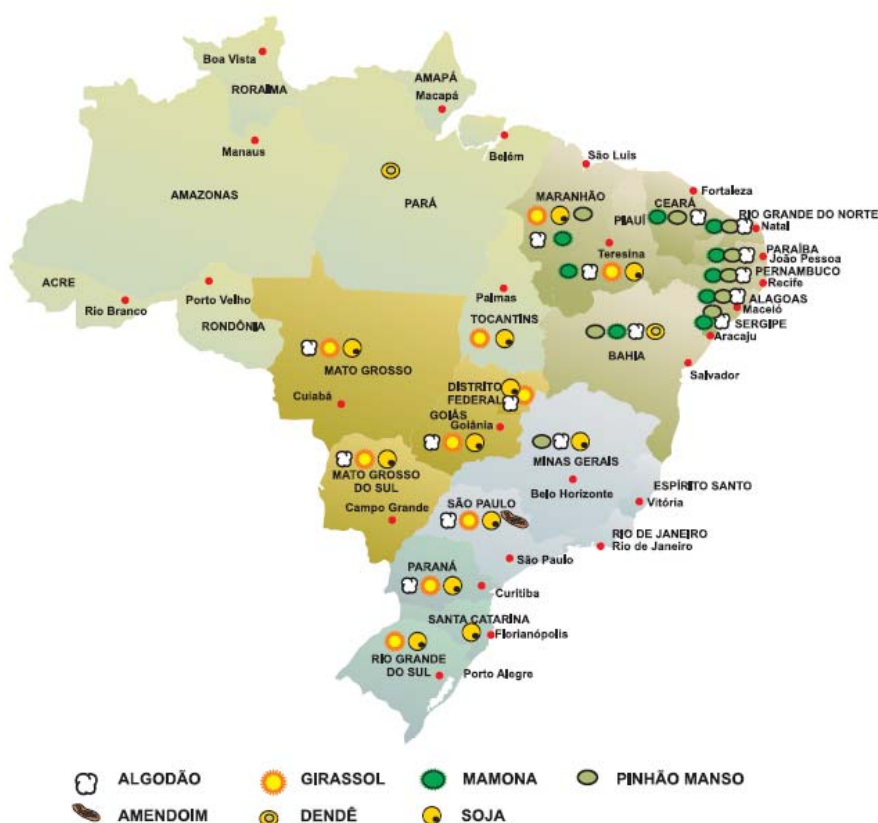 Boa Vista
RORAIMA
AMAPÁ
Macapá
Manaus
Belém
São Luis
AMAZONAS
PARÁ
MARANHÃO
Fortaleza
CEARÁ
PIAUÍ
RIO GRANDE DO NORTE
Natal
Teresina
PARAÍBA
João Pessoa
PERNAMBUCO
Recife
ACRE
Rio Branco
Porto Velho
RONDÔNIA
Palmas
TOCANTINS
ALAGOAS
Maceió
SERGIPE
Aracaju
BAHIA
Salvador
MATO GROSSO
Cuiabá
DISTRITO
FEDERAL
GOIÁS
Goiânia
MINAS GERAIS
Belo Horizonte
ESPÍRITO SANTO
Vitória
MATO GROSSO
DO SUL
Campo Grande
SÃO PAULO
São Paulo
RIO DE JANEIRO
Rio de Janeiro
PARANÁ
Curitiba
SANTA CATARINA
Florianópolis
RIO GRANDE
DO SUL
Porto Alegre
ALGODÃO
GIRASSOL
MAMONA
PINHÃO MANSO
AMENDOIM
DENDÊ
SOJA